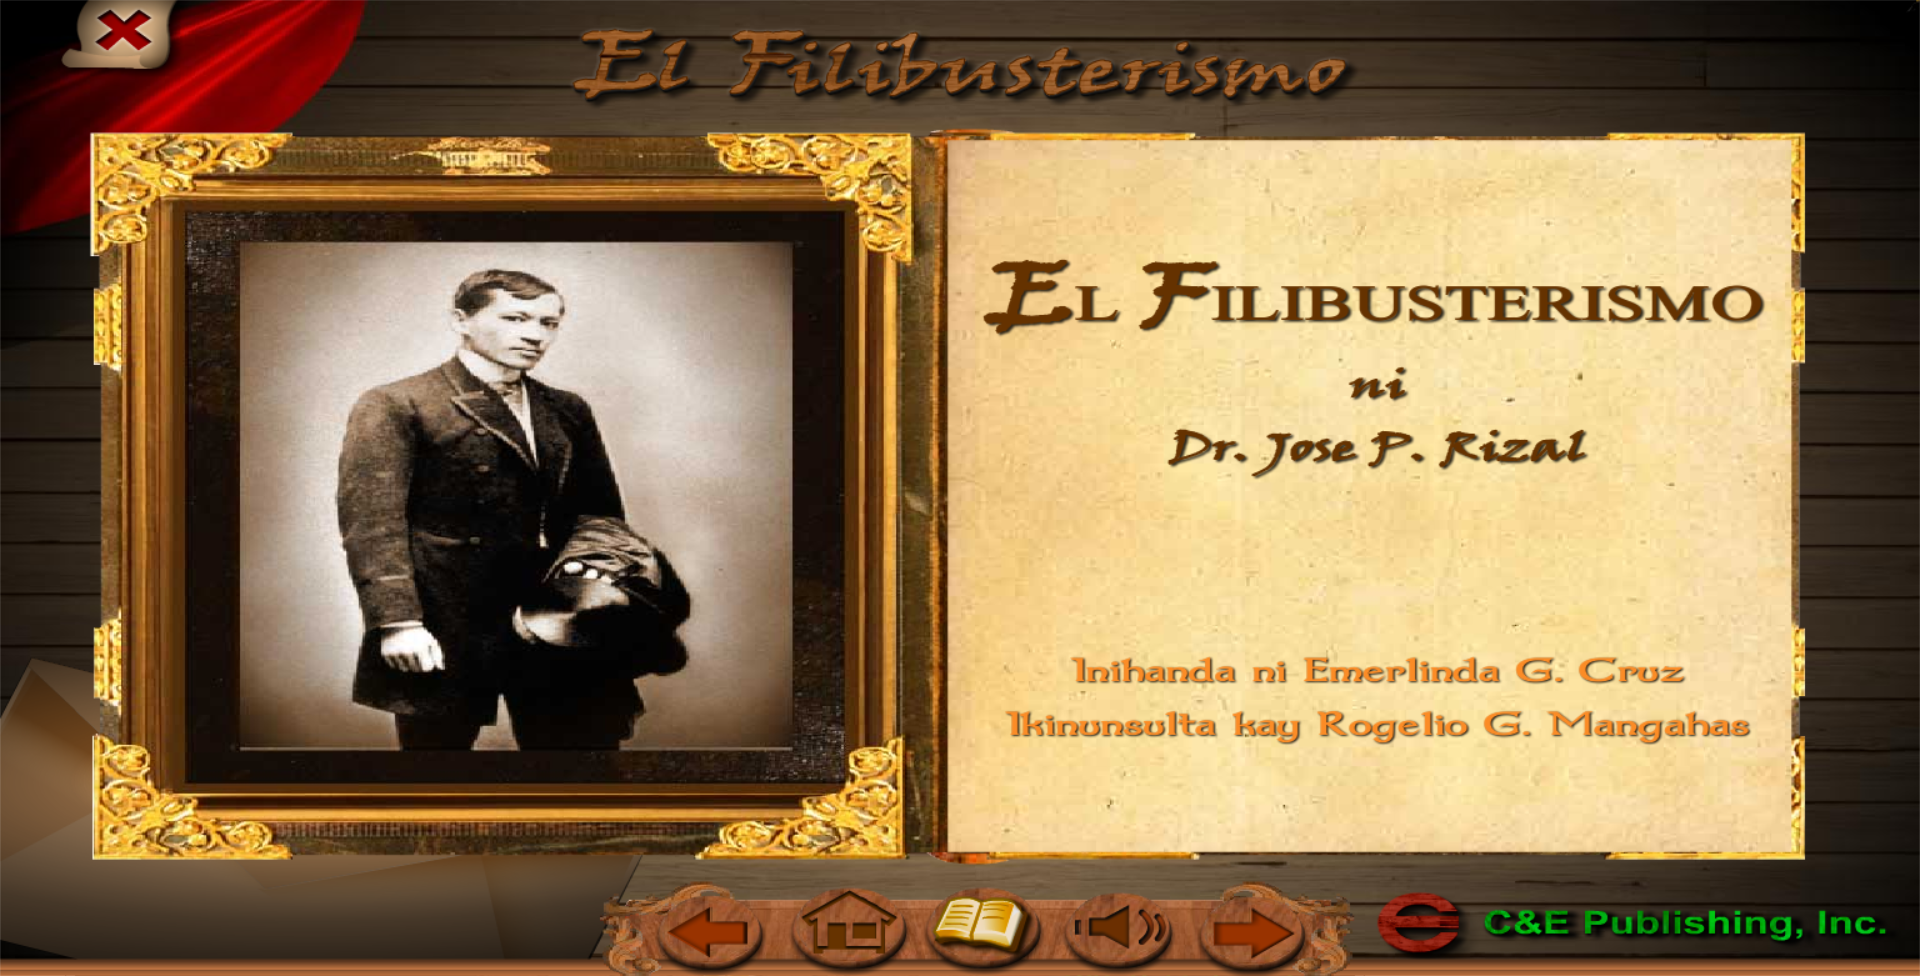 El Filibusterismo
EL FILIBUSTERISMO
ni
Dr. Jose P. Rizal
Inihanda ni Emerlinda G. Cruz
Ikinunsulta kay Rogelio G. Mangahas
C&E Publishing, Inc.